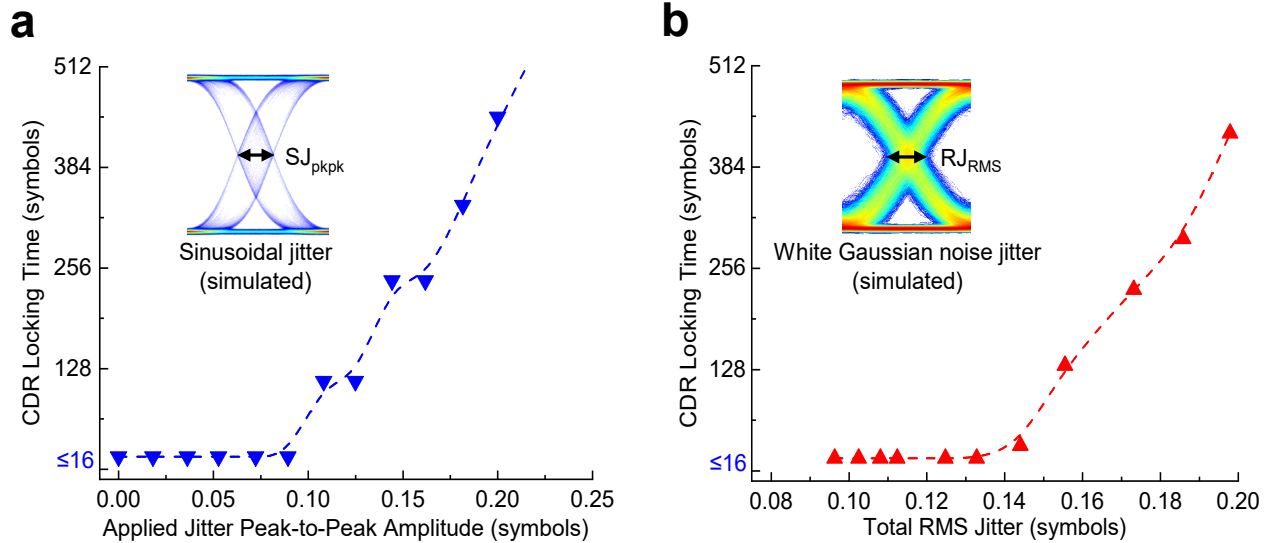 a
512
384
256
128
≤16
CDR Locking Time (symbols)
SJpkpk
Sinusoidal jitter
(simulated)
0.00 0.05 0.10 0.15 0.20 0.25
Applied Jitter Peak-to-Peak Amplitude (symbols)
b
512
384
256
128
≤16
CDR Locking Time (symbols)
RJRMS
White Gaussian noise jitter
(simulated)
0.08 0.10 0.12 0.14 0.16 0.18 0.20
Total RMS Jitter (symbols)